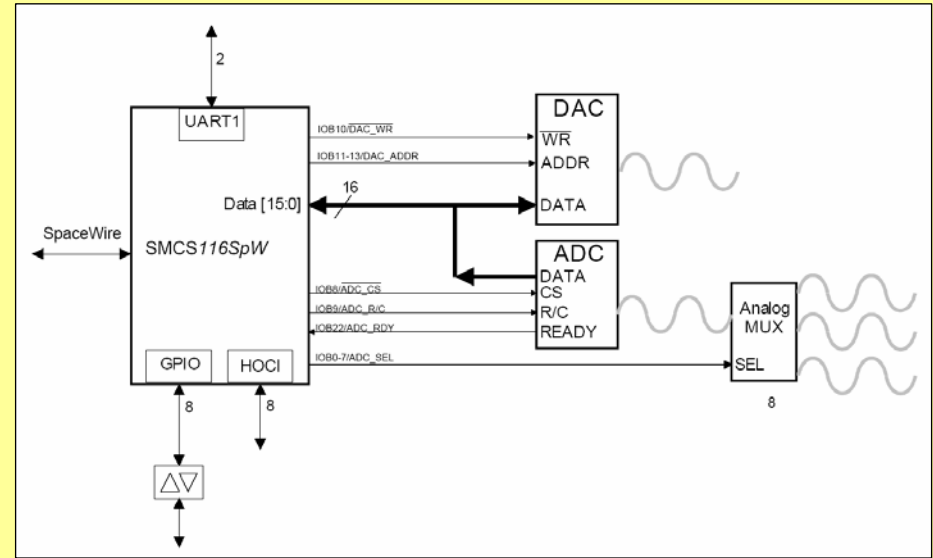 2
UART1
IOB10/DAC_WR
IOB11-13/DAC_ADDR
DAC
WR
ADDR
DATA
16
Data [15:0]
SpaceWire
SMCS116SpW
ADC
DATA
CS
R/C
READY
IOB8/ADC_CS
IOB9/ADC_R/C
IOB22/ADC_RDY
IOB0-7/ADC_SEL
Analog
MUX
SEL
8
GPIO
HOCI
8
8